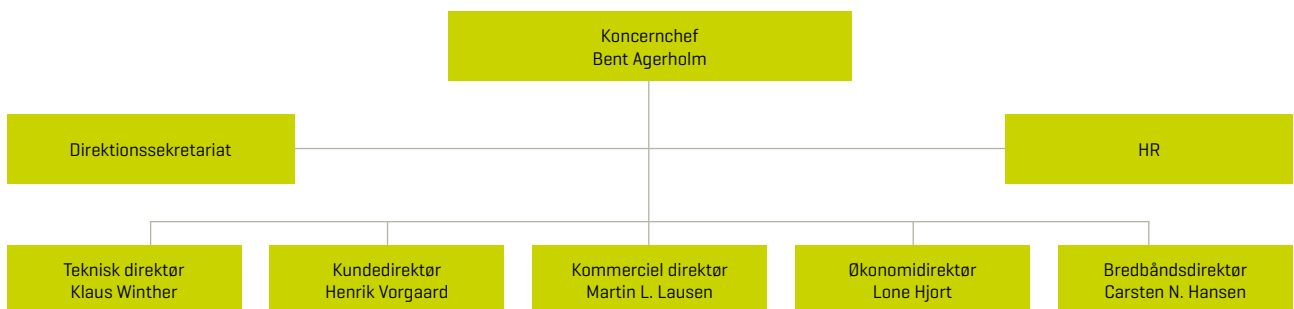 Koncernchef
Bent Agerholm
Direktionssekretariat
HR
Teknisk direktør
Klaus Winther
Kundedirektør
Henrik Vorgaard
Kommerciel direktør
Martin L. Lausen
Økonomidirektør
Lone Hjort
Bredbåndsdirektør
Carsten N. Hansen